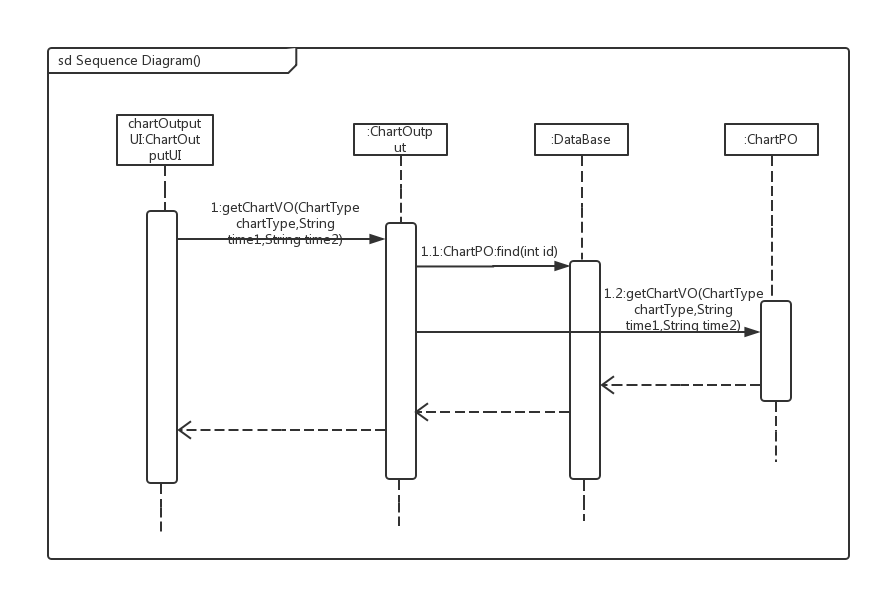 sd Sequence Diagram()
chartOutput
UI:ChartOut
putUI
:ChartOutp
ut
:DataBase
:ChartPO
1:getChartVO(ChartType
chartType,String
time1,String time2)
1.1:ChartPO:find(int id)
1.2:getChartVO(ChartType
chartType,String
time1,String time2)